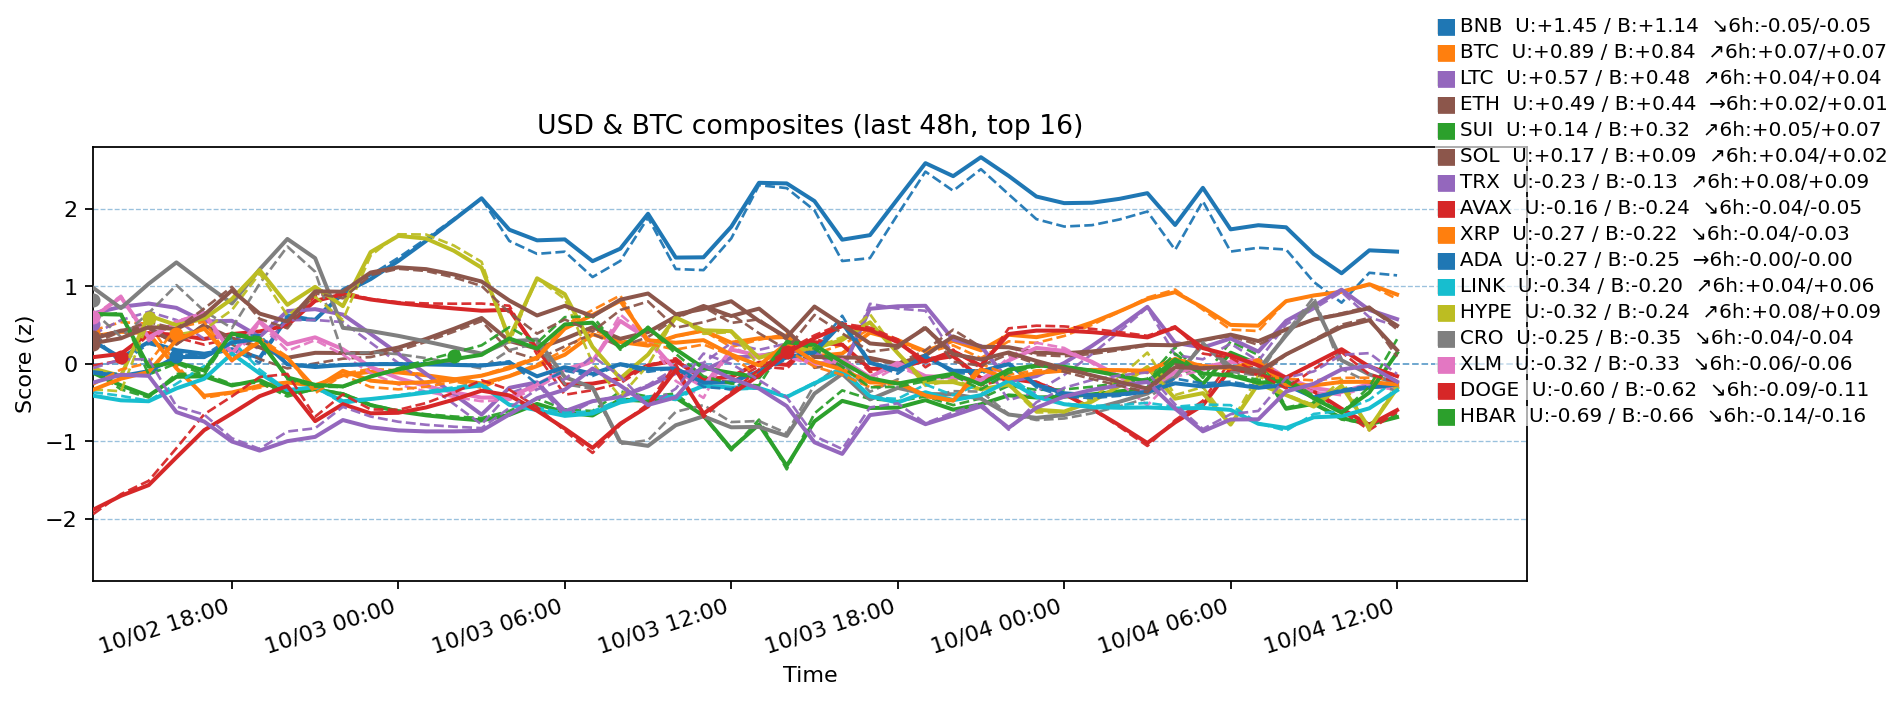 BNB  U:+1.45 / B:+1.14  ↘6h:-0.05/-0.05
BTC  U:+0.89 / B:+0.84  ↗6h:+0.07/+0.07
LTC  U:+0.57 / B:+0.48  ↗6h:+0.04/+0.04
ETH  U:+0.49 / B:+0.44  →6h:+0.02/+0.01
SUI  U:+0.14 / B:+0.32  ↗6h:+0.05/+0.07
SOL  U:+0.17 / B:+0.09  ↗6h:+0.04/+0.02
TRX  U:-0.23 / B:-0.13  ↗6h:+0.08/+0.09
AVAX  U:-0.16 / B:-0.24  ↘6h:-0.04/-0.05
XRP  U:-0.27 / B:-0.22  ↘6h:-0.04/-0.03
ADA  U:-0.27 / B:-0.25  →6h:-0.00/-0.00
LINK  U:-0.34 / B:-0.20  ↗6h:+0.04/+0.06
HYPE  U:-0.32 / B:-0.24  ↗6h:+0.08/+0.09
CRO  U:-0.25 / B:-0.35  ↘6h:-0.04/-0.04
XLM  U:-0.32 / B:-0.33  ↘6h:-0.06/-0.06
DOGE  U:-0.60 / B:-0.62  ↘6h:-0.09/-0.11
HBAR  U:-0.69 / B:-0.66  ↘6h:-0.14/-0.16
USD & BTC composites (last 48h, top 16)
Score (z)
2
1
0
−1
−2
10/02 18:00
10/03 00:00
10/03 06:00
10/03 12:00
10/03 18:00
10/04 00:00
10/04 06:00
10/04 12:00
Time